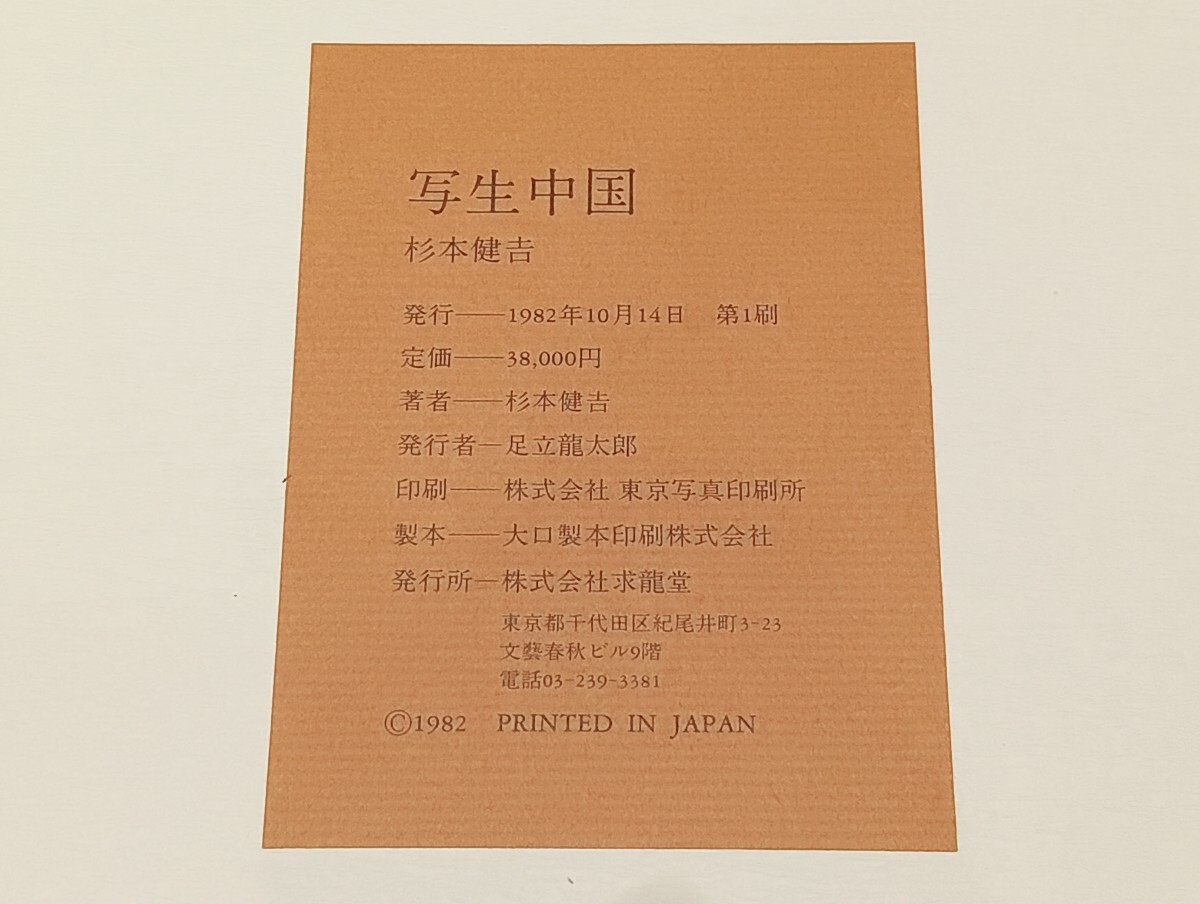 写生中国
杉本健𠮷
発行——1982年10月14日　第1刷
定価——38,000円
著者——杉本健𠮷
発行者—足立龍太郎
印刷——株式会社 東京写真印刷所
製本——大口製本印刷株式会社
発行所—株式会社求龍堂
東京都千代田区紀尾井町3-23
文藝春秋ビル9階
電話03-239-3381
©1982　PRINTED IN JAPAN